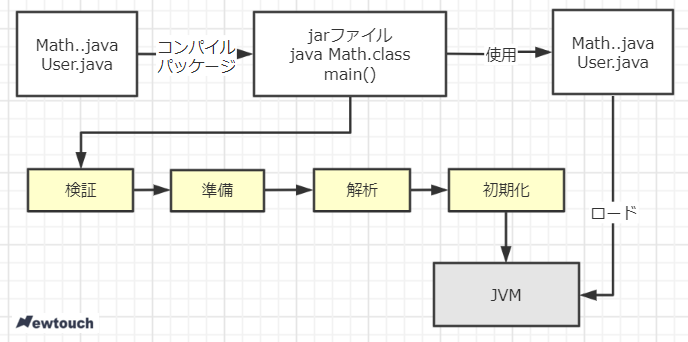 Math..java
User.java
コンパイル
パッケージ
jarファイル
java Math.class
main()
使用
Math..java
User.java
検証
準備
解析
初期化
ロード
JVM
Newtouch